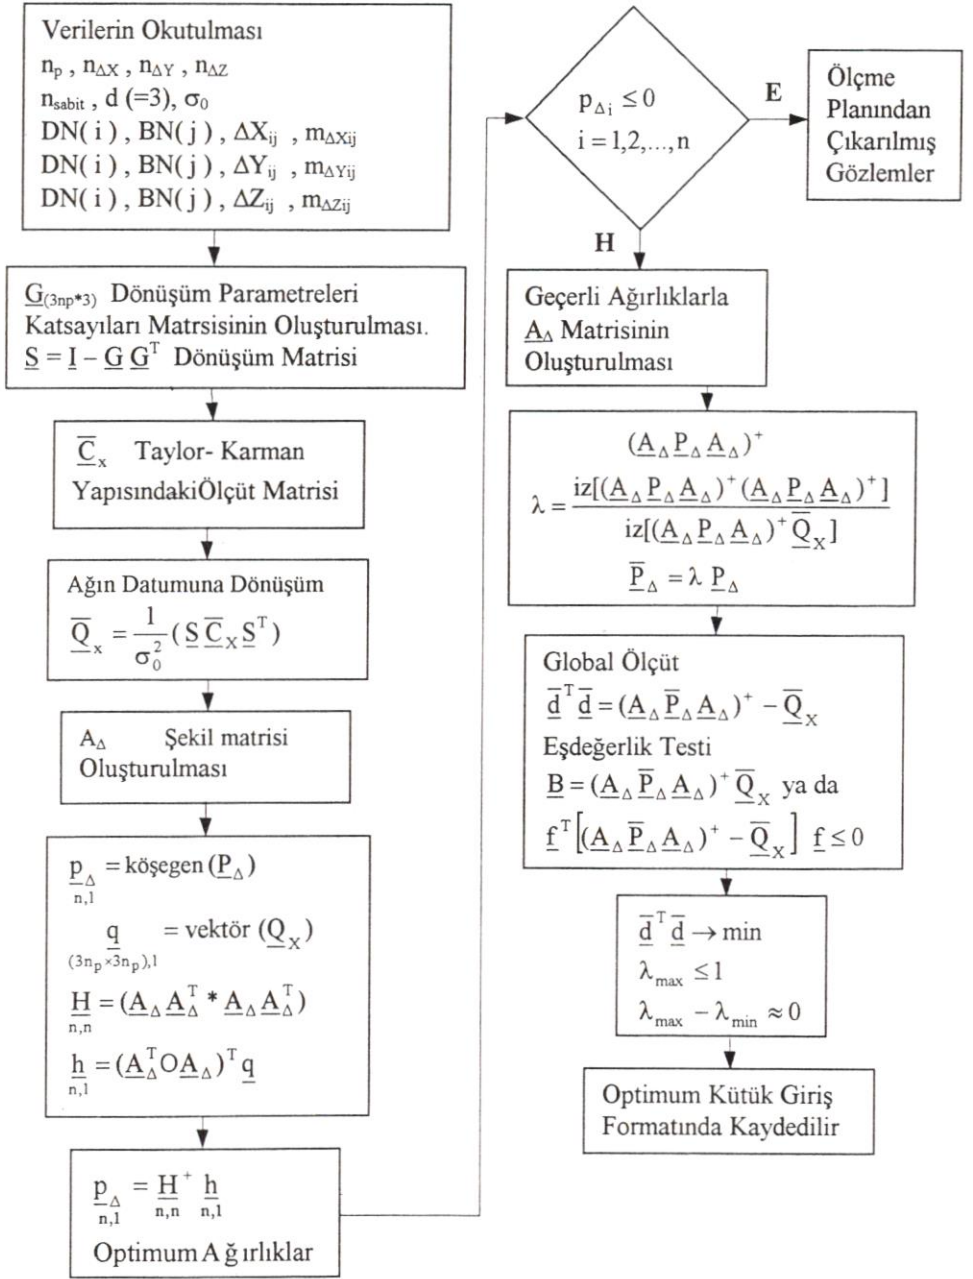 Verilerin Okutulması
n_p , n_ΔX , n_ΔY , n_ΔZ
n_sabit , d (=3), σ_0
DN( i ) , BN( j ) , ΔX_ij , m_ΔXij
DN( i ) , BN( j ) , ΔY_ij , m_ΔYij
DN( i ) , BN( j ) , ΔZ_ij , m_ΔZij
G_(3np*3) Dönüşüm Parametreleri
Katsayıları Matrsisinin Oluşturulması.
S = I – G G^T Dönüşüm Matrisi
C̅_x Taylor- Karman
YapısındakiÖlçüt Matrisi
Ağın Datumuna Dönüşüm
Q̅_x = 1/σ_0^2 ( S C̅_X S^T )
A_Δ Şekil matrisi
Oluşturulması
p_Δ = köşegen (P_Δ)
n,1
q = vektör (Q_X)
(3n_p×3n_p),1
H = (A_Δ A_Δ^T * A_Δ A_Δ^T)
n,n
h = (A_Δ^T O A_Δ)^T q
n,1
p_Δ = H^+ h
n,1 n,n n,1
Optimum A ğ ırlıklar
p_Δi ≤ 0
i = 1,2,...,n
E
Ölçme
Planından
Çıkarılmış
Gözlemler
H
Geçerli Ağırlıklarla
A_Δ Matrisinin
Oluşturulması
(A_Δ P_Δ A_Δ)^+
λ = iz[(A_Δ P_Δ A_Δ)^+ (A_Δ P_Δ A_Δ)^+] / iz[(A_Δ P_Δ A_Δ)^+ Q̅_X]
P̅_Δ = λ P_Δ
Global Ölçüt
d̅^T d̅ = (A_Δ P̅_Δ A_Δ)^+ – Q̅_X
Eşdeğerlik Testi
B = (A_Δ P̅_Δ A_Δ)^+ Q̅_X ya da
f^T [(A_Δ P̅_Δ A_Δ)^+ – Q̅_X] f ≤ 0
d̅^T d̅ → min
λ_max ≤ 1
λ_max – λ_min ≈ 0
Optimum Kütük Giriş
Formatında Kaydedilir